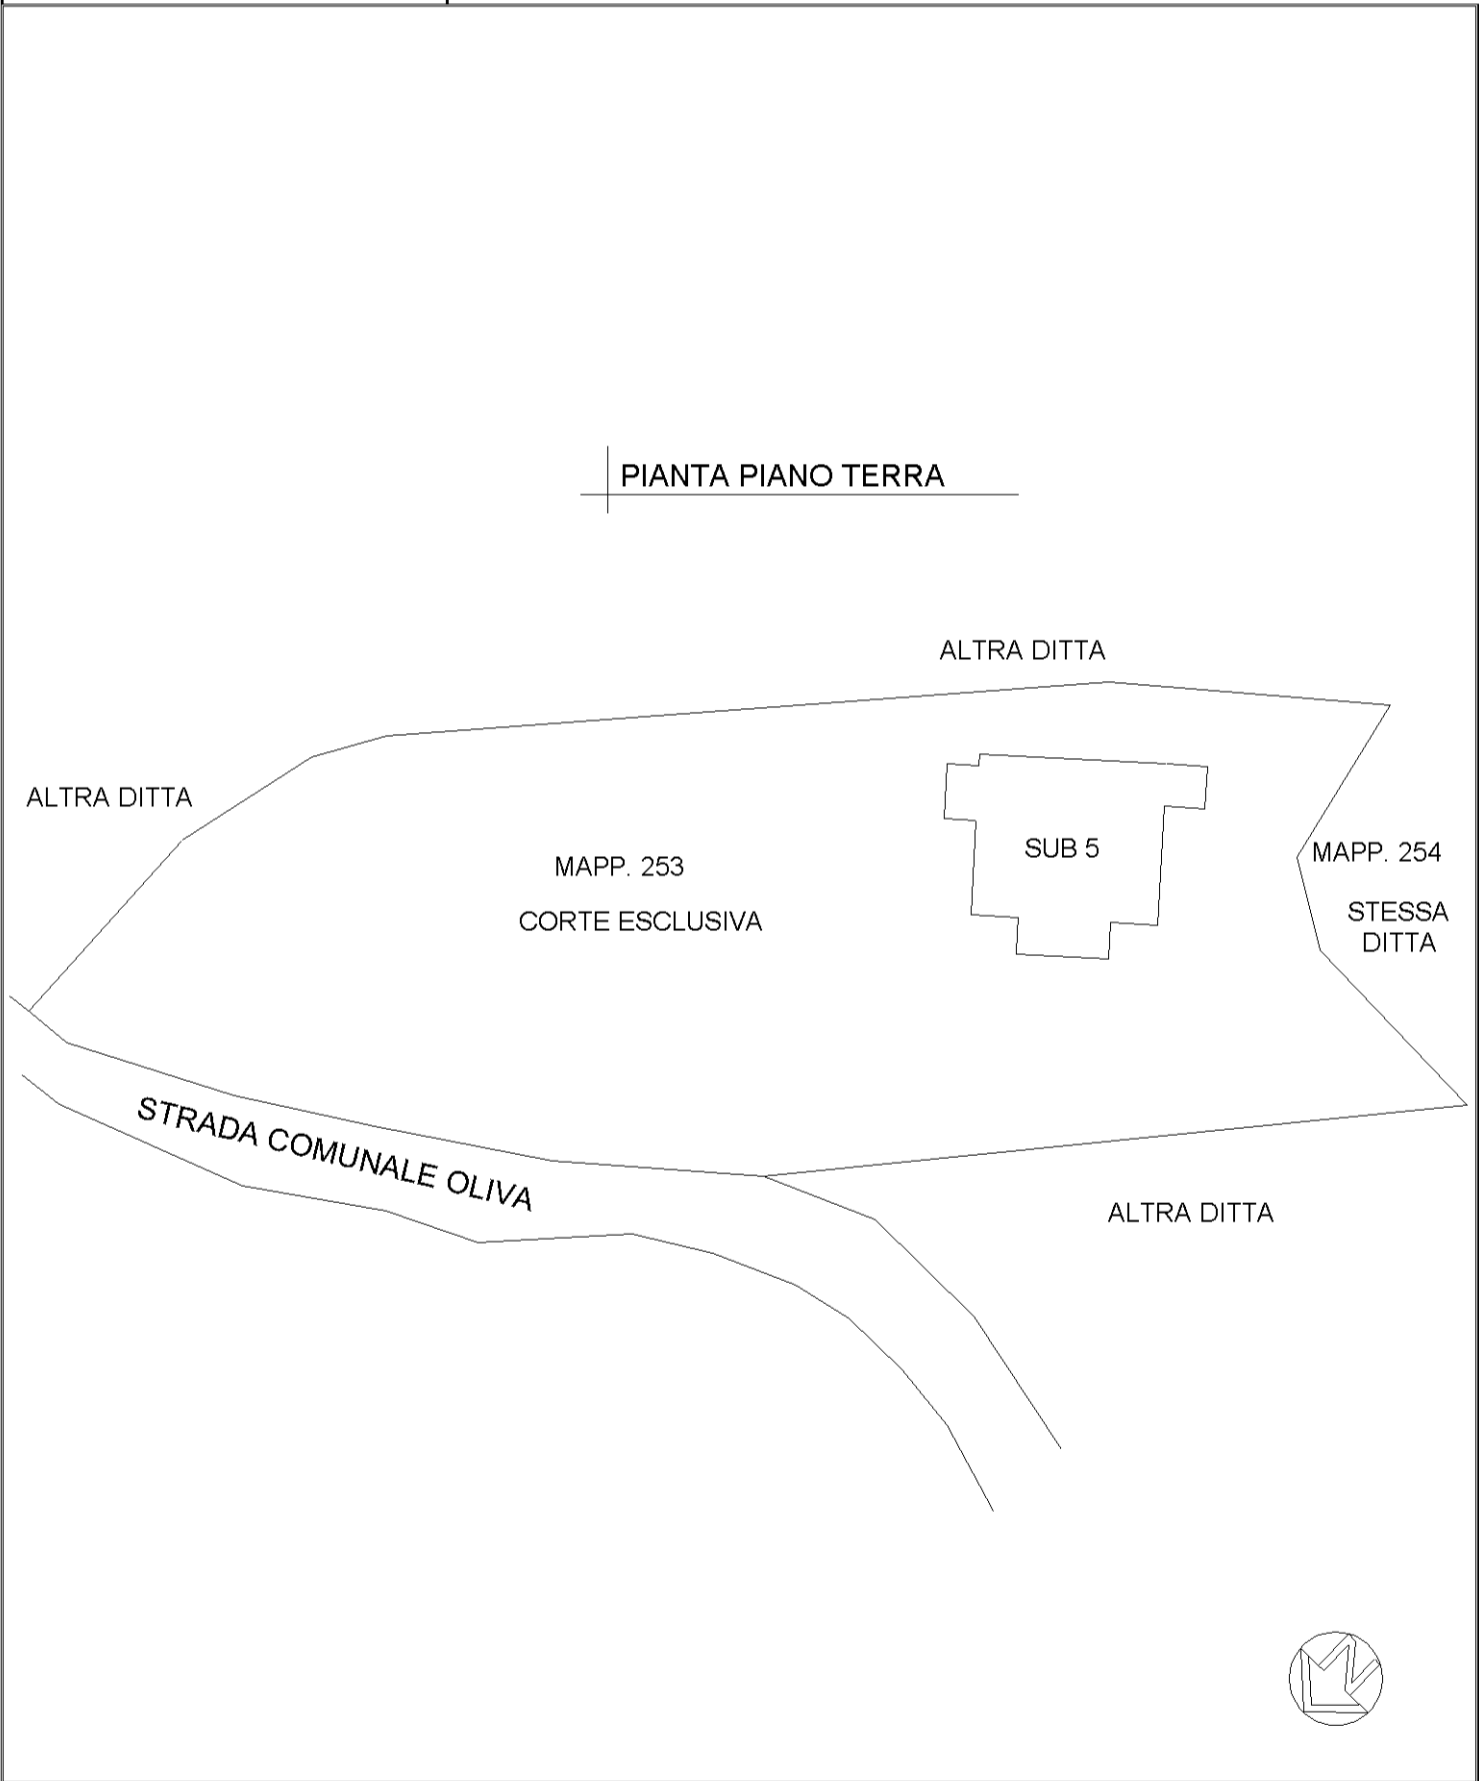 PIANTA PIANO TERRA
ALTRA DITTA
ALTRA DITTA
SUB 5
MAPP. 254
MAPP. 253
STESSA
DITTA
CORTE ESCLUSIVA
STRADA COMUNALE OLIVA
ALTRA DITTA
N